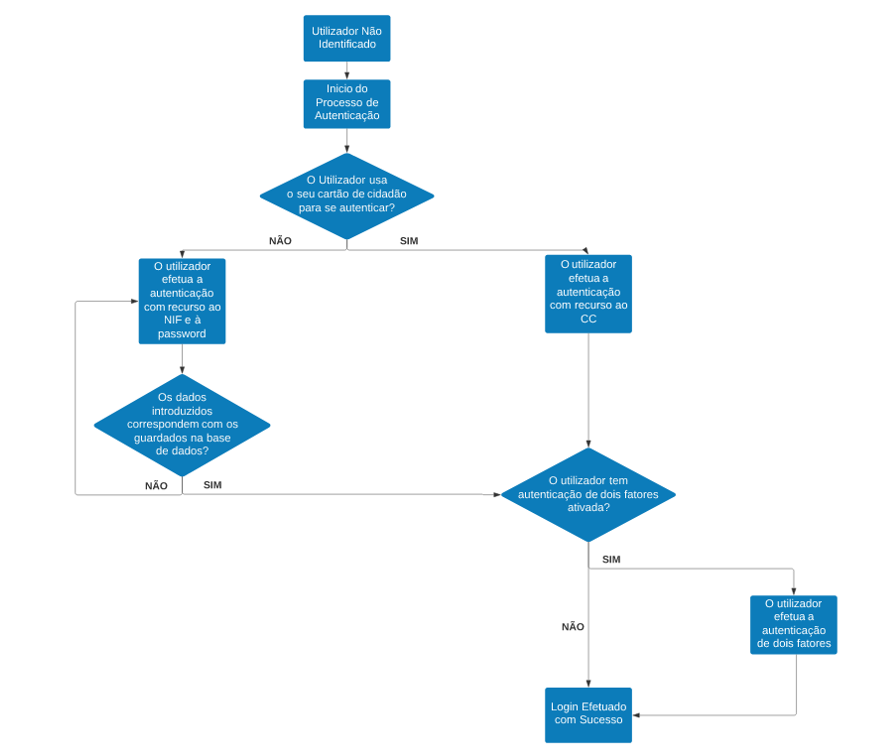 Utilizador Não
Identificado
Inicio do
Processo de
Autenticação
O Utilizador usa
o seu cartão de cidadão
para se autenticar?
NÃO
SIM
O utilizador
efetua a
autenticação
com recurso ao
NIF e à
password
O utilizador
efetua a
autenticação
com recurso ao
CC
Os dados
introduzidos
correspondem com os
guardados na base
de dados?
NÃO
SIM
O utilizador tem
autenticação de dois fatores
ativada?
SIM
NÃO
O utilizador
efetua a
autenticação
de dois fatores
Login Efetuado
com Sucesso